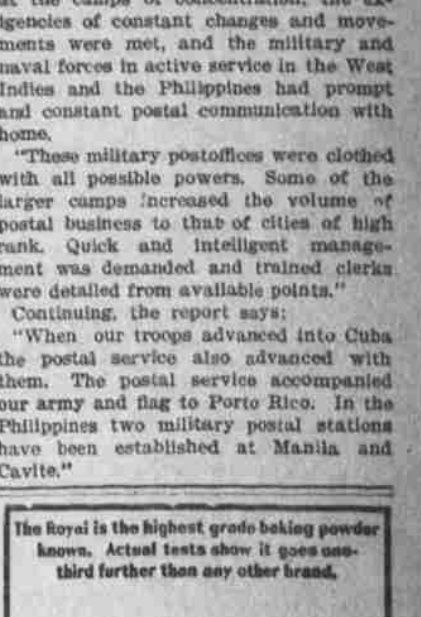 at the camps of concentration, the ex-
igencies of constant changes and move-
ments were met, and the military and
naval forces in active service in the West
Indies and the Philippines had prompt
and constant postal communication with
home.
"These military postoffices were clothed
with all possible powers. Some of the
larger camps increased the volume of
postal business to that of cities of high
rank. Quick and intelligent manage-
ment was demanded and trained clerks
were detailed from available points."
Continuing, the report says:
"When our troops advanced into Cuba
the postal service also advanced with
them. The postal service accompanied
our army and flag to Porto Rico. In the
Philippines two military postal stations
have been established at Manila and
Cavite."
The Royal is the highest grade baking powder
known. Actual tests show it goes one-
third further than any other brand.